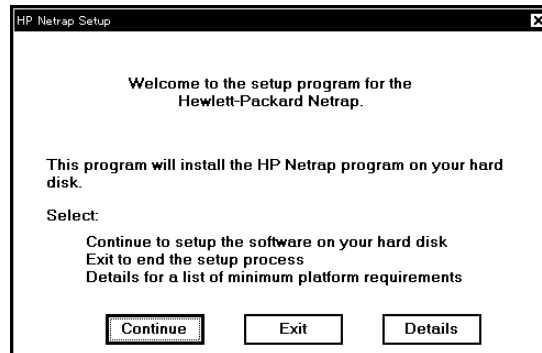 HP Netrap Setup
Welcome to the setup program for the
Hewlett-Packard Netrap.
This program will install the HP Netrap program on your hard
disk.
Select:
Continue to setup the software on your hard disk
Exit to end the setup process
Details for a list of minimum platform requirements
Continue Exit Details